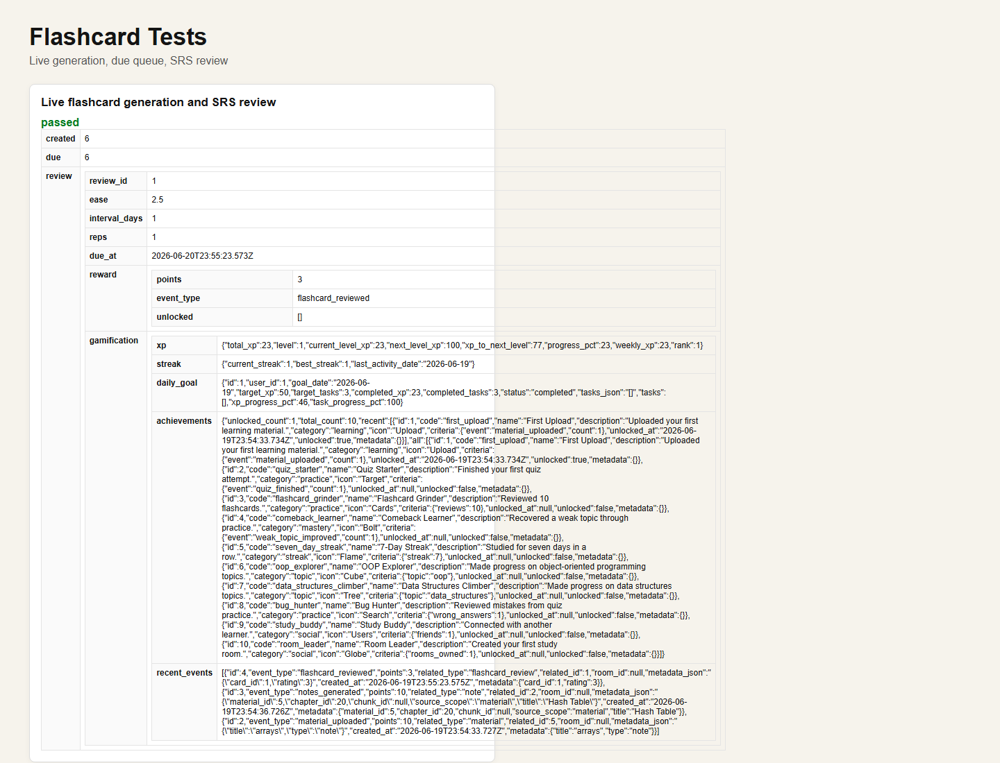 Flashcard Tests
Live generation, due queue, SRS review
Live flashcard generation and SRS review
passed
created 6
due 6
review
review_id 1
ease 2.5
interval_days 1
reps 1
due_at 2026-06-20T23:55:23.573Z
reward
points 3
event_type flashcard_reviewed
unlocked []
gamification
xp {"total_xp":23,"level":1,"current_level_xp":23,"next_level_xp":100,"xp_to_next_level":77,"progress_pct":23,"weekly_xp":23,"rank":1}
streak {"current_streak":1,"best_streak":1,"last_activity_date":"2026-06-19"}
daily_goal {"id":1,"user_id":1,"goal_date":"2026-06-
19","target_xp":50,"target_tasks":3,"completed_xp":23,"completed_tasks":3,"status":"completed","tasks_json":"[]","tasks":
[],"xp_progress_pct":46,"task_progress_pct":100}
achievements {"unlocked_count":1,"total_count":10,"recent":[{"id":1,"code":"first_upload","name":"First Upload","description":"Uploaded your first
learning material.","category":"learning","icon":"Upload","criteria":{"event":"material_uploaded","count":1},"unlocked_at":"2026-06-
19T23:54:33.734Z","unlocked":true,"metadata":{}}],"all":[{"id":1,"code":"first_upload","name":"First Upload","description":"Uploaded
your first learning material.","category":"learning","icon":"Upload","criteria":
{"event":"material_uploaded","count":1},"unlocked_at":"2026-06-19T23:54:33.734Z","unlocked":true,"metadata":{}},
{"id":2,"code":"quiz_starter","name":"Quiz Starter","description":"Finished your first quiz
attempt.","category":"practice","icon":"Target","criteria":
{"event":"quiz_finished","count":1},"unlocked_at":null,"unlocked":false,"metadata":{}},
{"id":3,"code":"flashcard_grinder","name":"Flashcard Grinder","description":"Reviewed 10
flashcards.","category":"practice","icon":"Cards","criteria":{"reviews":10},"unlocked_at":null,"unlocked":false,"metadata":{}},
{"id":4,"code":"comeback_learner","name":"Comeback Learner","description":"Recovered a weak topic through
practice.","category":"mastery","icon":"Bolt","criteria":
{"event":"weak_topic_improved","count":1},"unlocked_at":null,"unlocked":false,"metadata":{}},
{"id":5,"code":"seven_day_streak","name":"7-Day Streak","description":"Studied for seven days in a
row.","category":"streak","icon":"Flame","criteria":{"streak":7},"unlocked_at":null,"unlocked":false,"metadata":{}},
{"id":6,"code":"oop_explorer","name":"OOP Explorer","description":"Made progress on object-oriented programming
topics.","category":"topic","icon":"Cube","criteria":{"topic":"oop"},"unlocked_at":null,"unlocked":false,"metadata":{}},
{"id":7,"code":"data_structures_climber","name":"Data Structures Climber","description":"Made progress on data structures
topics.","category":"topic","icon":"Tree","criteria":{"topic":"data_structures"},"unlocked_at":null,"unlocked":false,"metadata":{}},
{"id":8,"code":"bug_hunter","name":"Bug Hunter","description":"Reviewed mistakes from quiz
practice.","category":"practice","icon":"Search","criteria":{"wrong_answers":1},"unlocked_at":null,"unlocked":false,"metadata":{}},
{"id":9,"code":"study_buddy","name":"Study Buddy","description":"Connected with another
learner.","category":"social","icon":"Users","criteria":{"friends":1},"unlocked_at":null,"unlocked":false,"metadata":{}},
{"id":10,"code":"room_leader","name":"Room Leader","description":"Created your first study
room.","category":"social","icon":"Globe","criteria":{"rooms_owned":1},"unlocked_at":null,"unlocked":false,"metadata":{}}]}
recent_events [{"id":4,"event_type":"flashcard_reviewed","points":3,"related_type":"flashcard_review","related_id":1,"room_id":null,"metadata_json":"
{\"card_id\":1,\"rating\":3}","created_at":"2026-06-19T23:55:23.575Z","metadata":{"card_id":1,"rating":3}},
{"id":3,"event_type":"notes_generated","points":10,"related_type":"note","related_id":2,"room_id":null,"metadata_json":"
{\"material_id\":5,\"chapter_id\":20,\"chunk_id\":null,\"source_scope\":\"material\",\"title\":\"Hash Table\"}","created_at":"2026-06-
19T23:54:36.726Z","metadata":{"material_id":5,"chapter_id":20,"chunk_id":null,"source_scope":"material","title":"Hash Table"}},
{"id":2,"event_type":"material_uploaded","points":10,"related_type":"material","related_id":5,"room_id":null,"metadata_json":"
{\"title\":\"arrays\",\"type\":\"note\"}","created_at":"2026-06-19T23:54:33.727Z","metadata":{"title":"arrays","type":"note"}}]